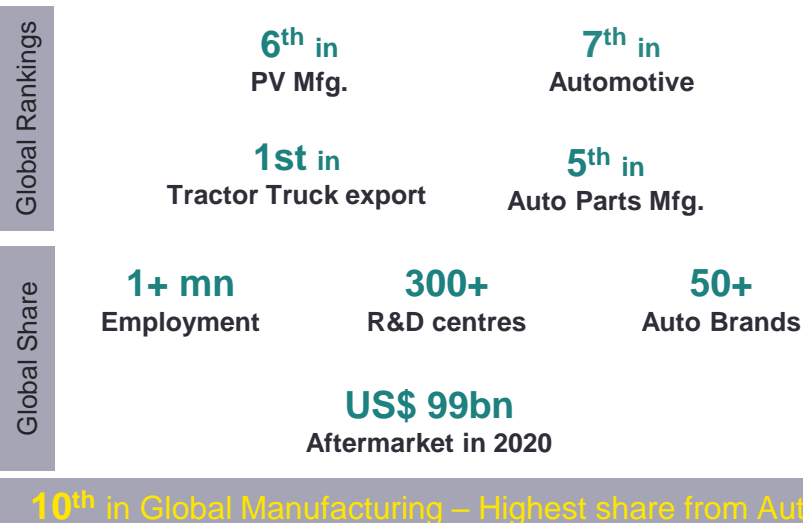 Global Rankings
6th in
PV Mfg.
7th in
Automotive
1st in
Tractor Truck export
5th in
Auto Parts Mfg.
Global Share
1+ mn
Employment
300+
R&D centres
50+
Auto Brands
US$ 99bn
Aftermarket in 2020
10th in Global Manufacturing – Highest share from